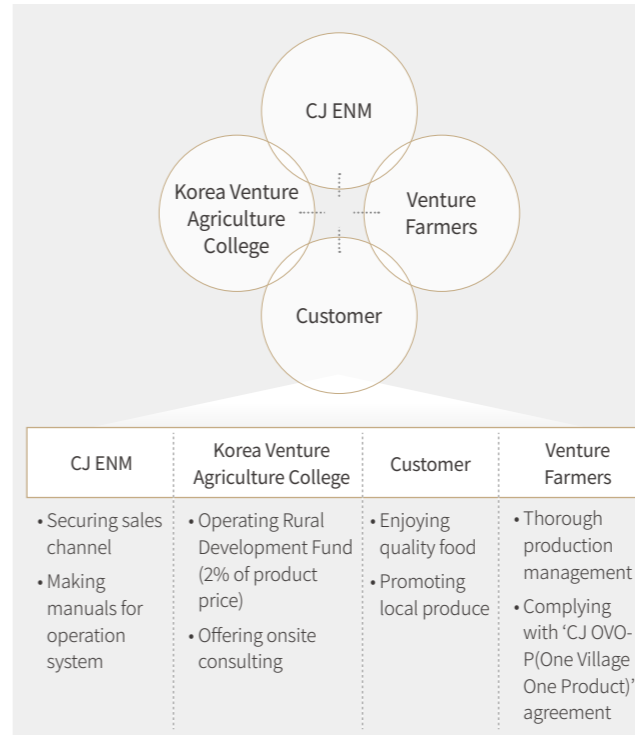 CJ ENM
Korea Venture
Agriculture
College
Venture
Farmers
Customer
CJ ENM
Korea Venture
Agriculture College
Customer
Venture
Farmers
• Securing sales
channel
• Making
manuals for
operation
system
• Operating Rural
Development Fund
(2% of product
price)
• Offering onsite
consulting
• Enjoying
quality food
• Promoting
local produce
• Thorough
production
management
• Complying
with ‘CJ OVO-
P(One Village
One Product)’
agreement